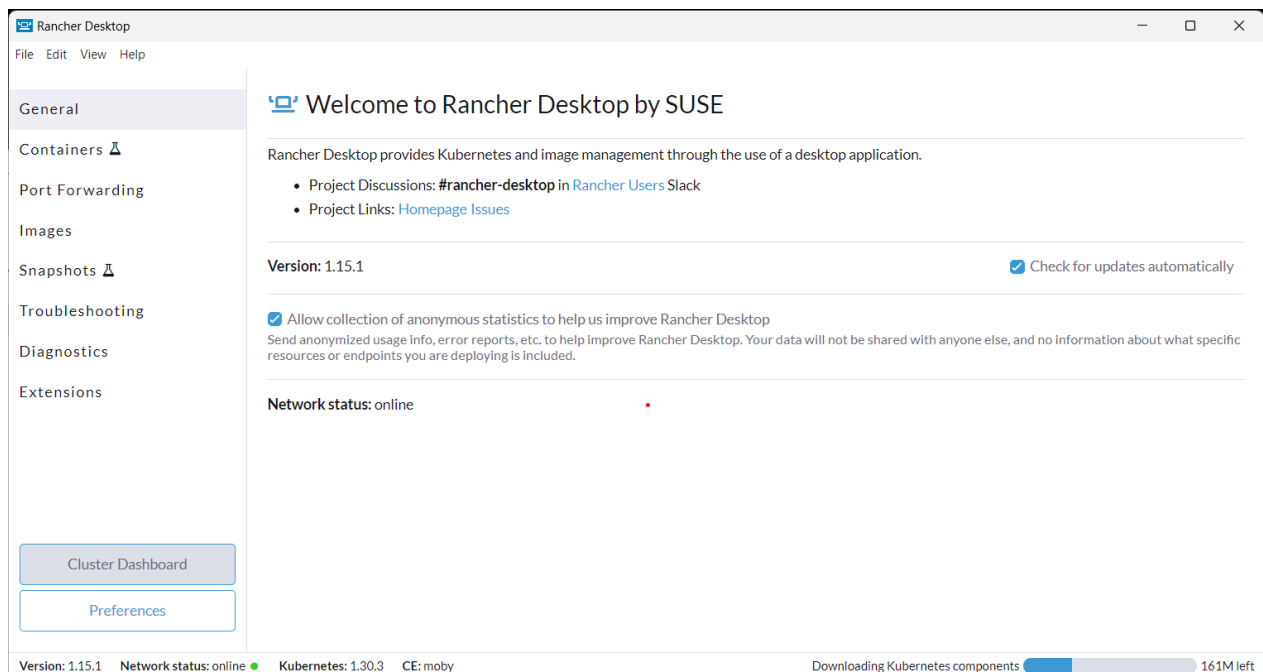 Rancher Desktop
File Edit View Help
General
Containers
Port Forwarding
Images
Snapshots
Troubleshooting
Diagnostics
Extensions
Cluster Dashboard
Preferences
Welcome to Rancher Desktop by SUSE
Rancher Desktop provides Kubernetes and image management through the use of a desktop application.
• Project Discussions: #rancher-desktop in Rancher Users Slack
• Project Links: Homepage Issues
Version: 1.15.1
Check for updates automatically
Allow collection of anonymous statistics to help us improve Rancher Desktop
Send anonymized usage info, error reports, etc. to help improve Rancher Desktop. Your data will not be shared with anyone else, and no information about what specific
resources or endpoints you are deploying is included.
Network status: online
Version: 1.15.1 Network status: online Kubernetes: 1.30.3 CE: moby Downloading Kubernetes components 161M left